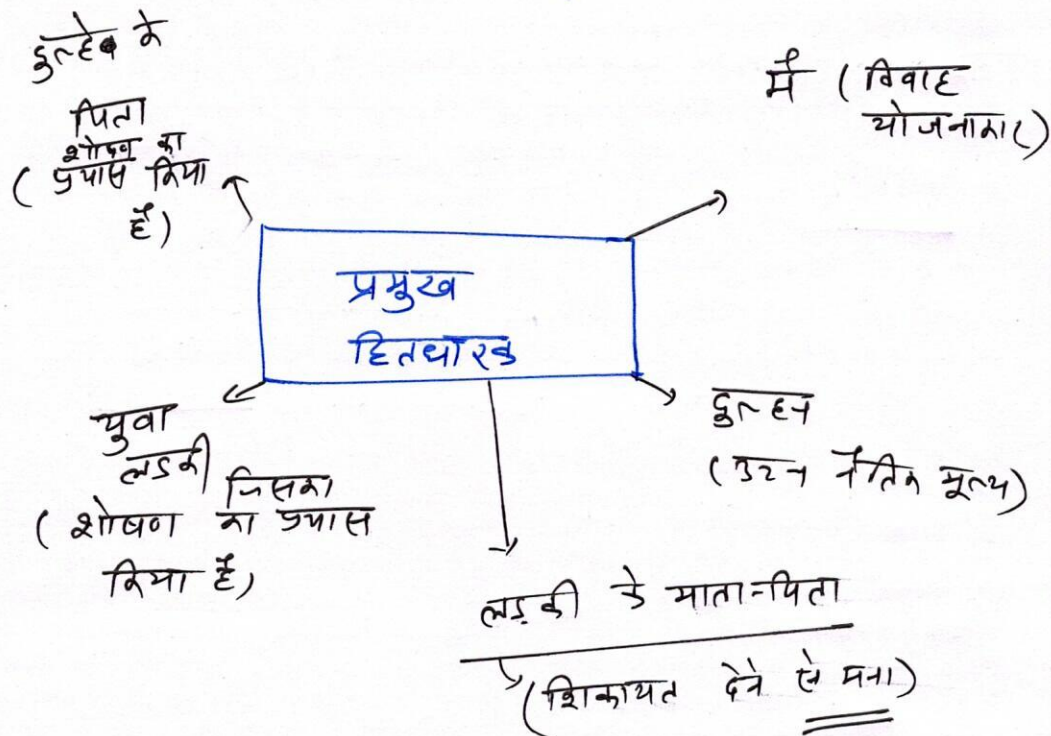 दुल्हे के
पिता
( शोषण का
प्रयास किया
है)
मैं ( विवाह
योजनाकार)
प्रमुख
हितधारक
युवा
लड़की
जिसका
( शोषण का प्रयास
किया है)
दुल्हन
(उच्च नैतिक मूल्य)
लड़की के माता-पिता
(शिकायत देने से मना)